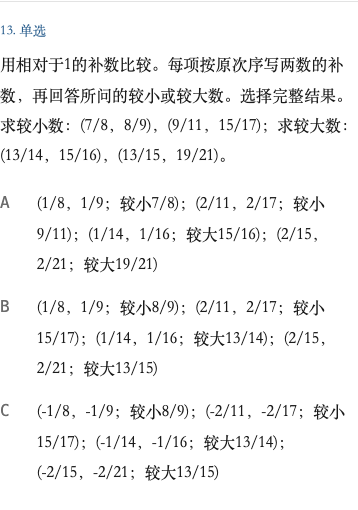 13. 单选
用相对于1的补数比较。每项按原次序写两数的补
数，再回答所问的较小或较大数。选择完整结果。
求较小数：(7/8，8/9)，(9/11，15/17)；求较大数：
(13/14，15/16)，(13/15，19/21)。
A (1/8，1/9；较小7/8)；(2/11，2/17；较小
9/11)；(1/14，1/16；较大15/16)；(2/15，
2/21；较大19/21)
B (1/8，1/9；较小8/9)；(2/11，2/17；较小
15/17)；(1/14，1/16；较大13/14)；(2/15，
2/21；较大13/15)
C (-1/8，-1/9；较小8/9)；(-2/11，-2/17；较小
15/17)；(-1/14，-1/16；较大13/14)；
(-2/15，-2/21；较大13/15)